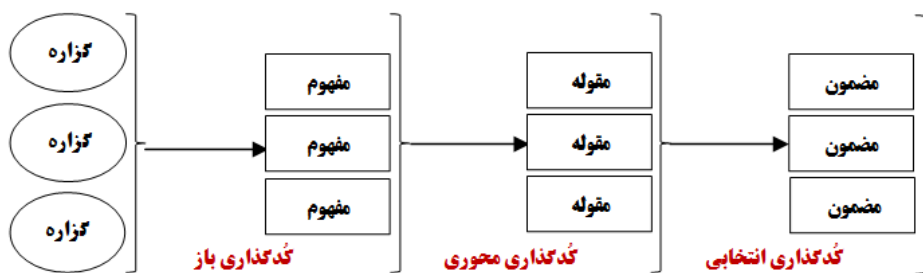 گزاره
گزاره
گزاره
مفهوم
مفهوم
مفهوم
کُدگذاری باز
مقوله
مقوله
مقوله
کُدگذاری محوری
مضمون
مضمون
مضمون
کُدگذاری انتخابی